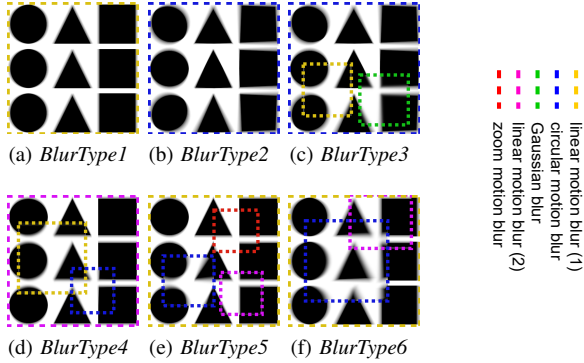 (a) BlurType1
(b) BlurType2
(c) BlurType3
(d) BlurType4
(e) BlurType5
(f) BlurType6
linear motion blur (1)
circular motion blur
Gaussian blur
linear motion blur (2)
zoom motion blur